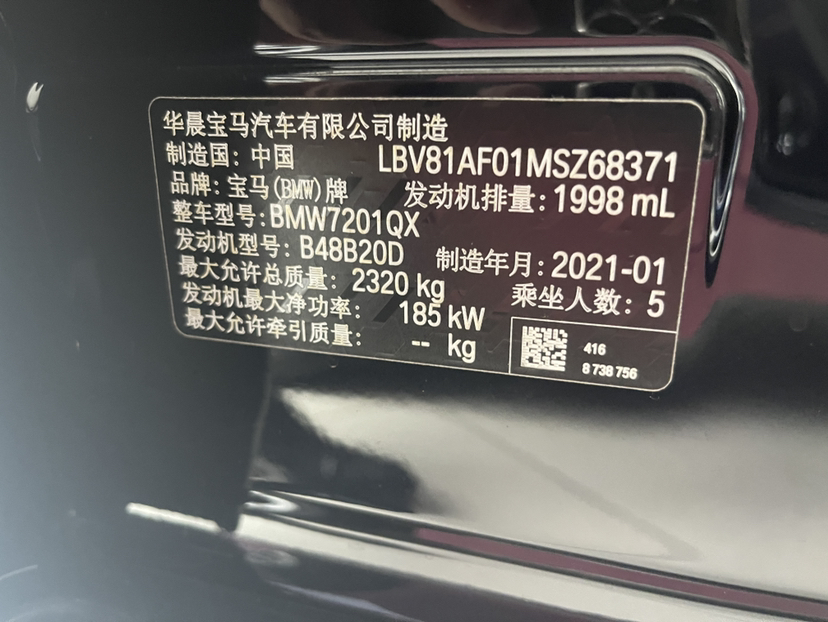 华晨宝马汽车有限公司制造
制造国: 中国 LBV81AF01MSZ68371
品牌: 宝马(BMW)牌 发动机排量: 1998 mL
整车型号: BMW7201QX
发动机型号: B48B20D 制造年月: 2021-01
最大允许总质量: 2320 kg 乘坐人数: 5
发动机最大净功率: 185 kW
最大允许牵引质量: -- kg
416
8 738 756